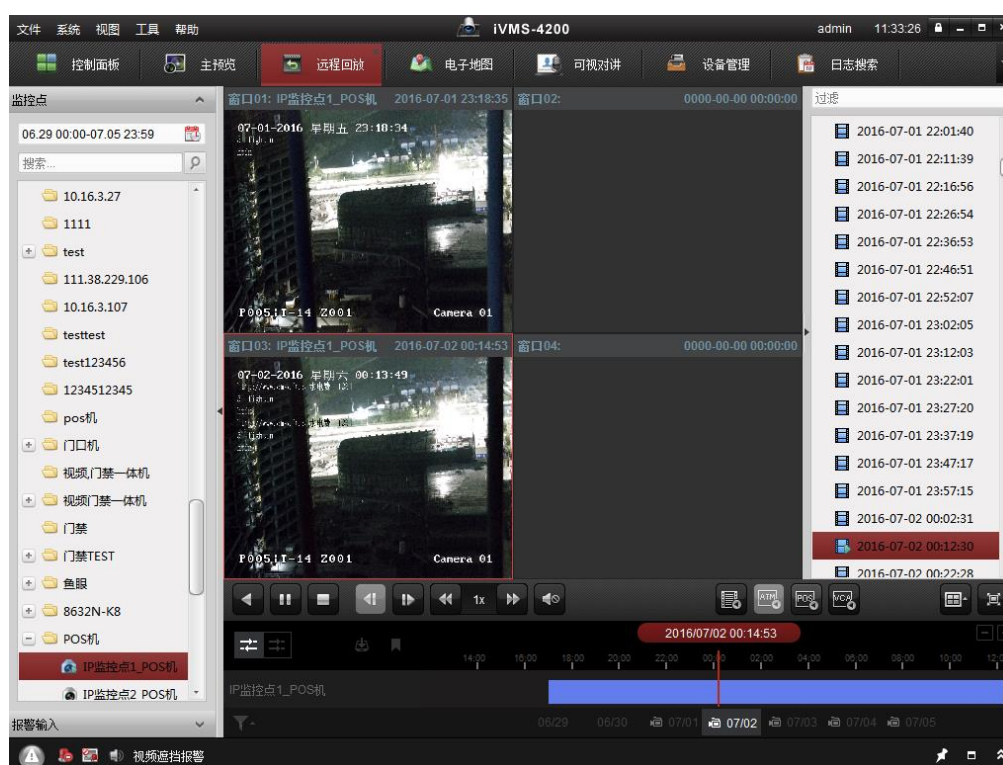 文件 系统 视图 工具 帮助 iVMS-4200 admin 11:33:26
控制面板 主预览 远程回放 电子地图 可视对讲 设备管理 日志搜索
监控点
06.29 00:00-07.05 23:59
搜索...
10.16.3.27
1111
test
111.38.229.106
10.16.3.107
testtest
test123456
1234512345
pos机
门口机
视频,门禁一体机
视频门禁一体机
门禁
门禁TEST
鱼眼
8632N-K8
POS机
IP监控点1_POS机
IP监控点2 POS机
报警输入
窗口01: IP监控点1_POS机 2016-07-01 23:18:35
07-01-2016 星期五 23:18:34
Camera 01
窗口02: 0000-00-00 00:00:00
窗口03: IP监控点1_POS机 2016-07-02 00:14:53
07-02-2016 星期六 00:13:49
Camera 01
窗口04: 0000-00-00 00:00:00
过滤
2016-07-01 22:01:40
2016-07-01 22:11:39
2016-07-01 22:16:56
2016-07-01 22:26:54
2016-07-01 22:36:53
2016-07-01 22:46:51
2016-07-01 22:52:07
2016-07-01 23:02:05
2016-07-01 23:12:03
2016-07-01 23:22:01
2016-07-01 23:27:20
2016-07-01 23:37:19
2016-07-01 23:47:17
2016-07-01 23:57:15
2016-07-02 00:02:31
2016-07-02 00:12:30
2016-07-02 00:22:28
1x ATM POS VCA
2016/07/02 00:14:53
14:00 16:00 18:00 20:00 22:00 00:00 02:00 04:00 06:00 08:00 10:00
IP监控点1_POS机
06/29 06/30 07/01 07/02 07/03 07/04 07/05
视频遮挡报警